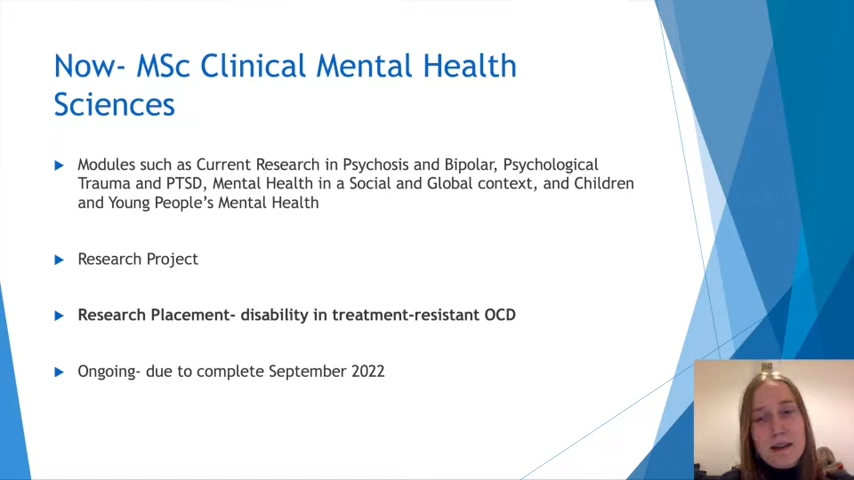 Now- MSc Clinical Mental Health
Sciences
Modules such as Current Research in Psychosis and Bipolar, Psychological
Trauma and PTSD, Mental Health in a Social and Global context, and Children
and Young People’s Mental Health
Research Project
Research Placement- disability in treatment-resistant OCD
Ongoing- due to complete September 2022